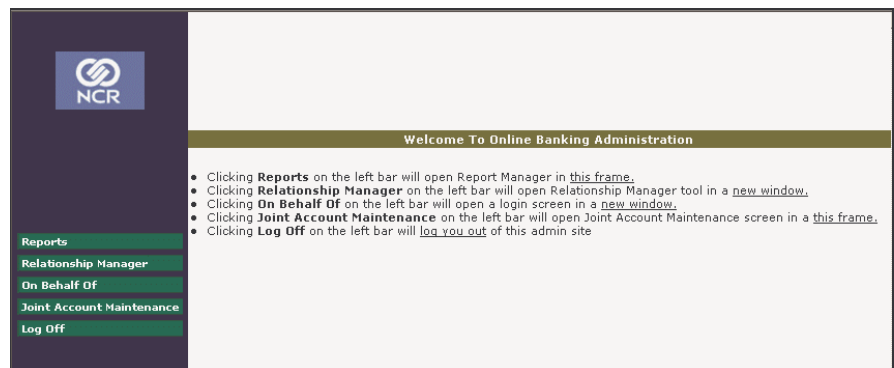 NCR
Welcome To Online Banking Administration
• Clicking Reports on the left bar will open Report Manager in this frame.
• Clicking Relationship Manager on the left bar will open Relationship Manager tool in a new window.
• Clicking On Behalf Of on the left bar will open a login screen in a new window.
• Clicking Joint Account Maintenance on the left bar will open Joint Account Maintenance screen in a this frame.
• Clicking Log Off on the left bar will log you out of this admin site
Reports
Relationship Manager
On Behalf Of
Joint Account Maintenance
Log Off